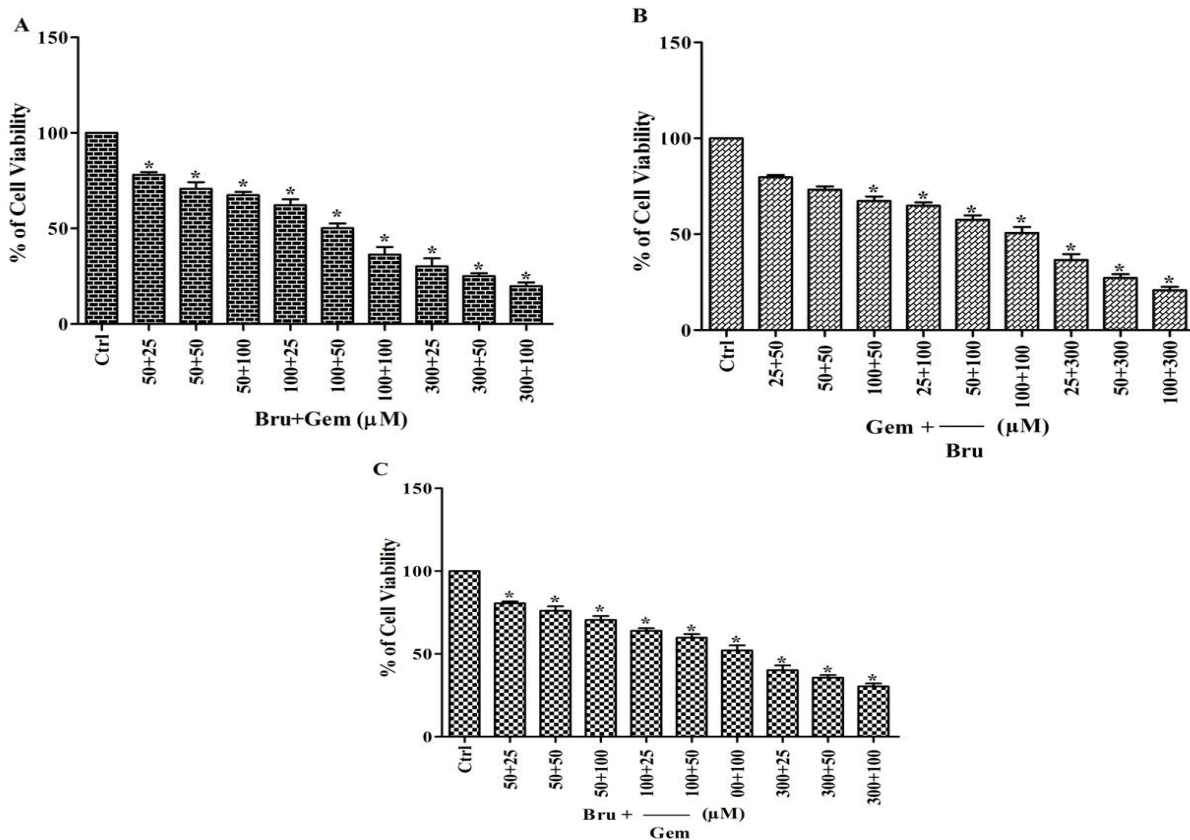 A
150
100
50
0
% of Cell Viability
* * * * * * * * *
Ctrl
50+25
50+50
50+100
100+25
100+50
100+100
300+25
300+50
300+100
Bru+Gem (µM)
B
150
100
50
0
% of Cell Viability
* * * * * * *
Ctrl
25+50
50+50
100+50
25+100
50+100
100+100
25+300
50+300
100+300
Gem + —— (µM)
Bru
C
150
100
50
0
% of Cell Viability
* * * * * * * * *
Ctrl
50+25
50+50
50+100
100+25
100+50
00+100
300+25
300+50
300+100
Bru + —— (µM)
Gem